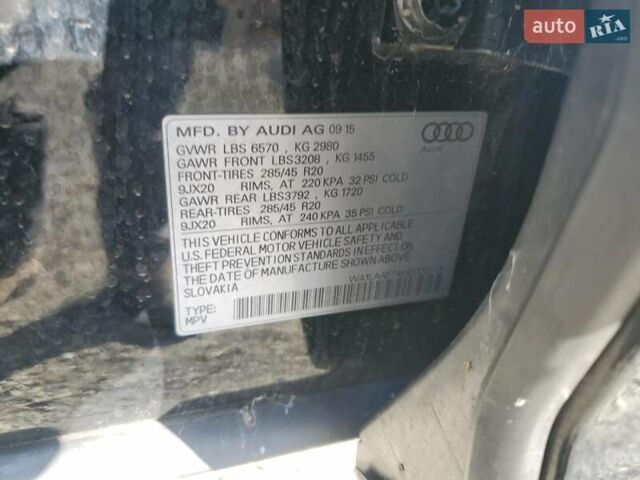 auto RIA.com
MFD. BY AUDI AG 09 15
Audi
GVWR LBS 6570 , KG 2980
GAWR FRONT LBS3208 , KG 1455
FRONT-TIRES 285/45 R20
9JX20 RIMS, AT 220 KPA 32 PSI COLD
GAWR REAR LBS3792 , KG 1720
REAR-TIRES 285/45 R20
9JX20 RIMS, AT 240 KPA 35 PSI COLD
THIS VEHICLE CONFORMS TO ALL APPLICABLE
U.S. FEDERAL MOTOR VEHICLE SAFETY AND
THEFT PREVENTION STANDARDS IN EFFECT ON
THE DATE OF MANUFACTURE SHOWN ABOVE.
SLOVAKIA
TYPE:
MPV